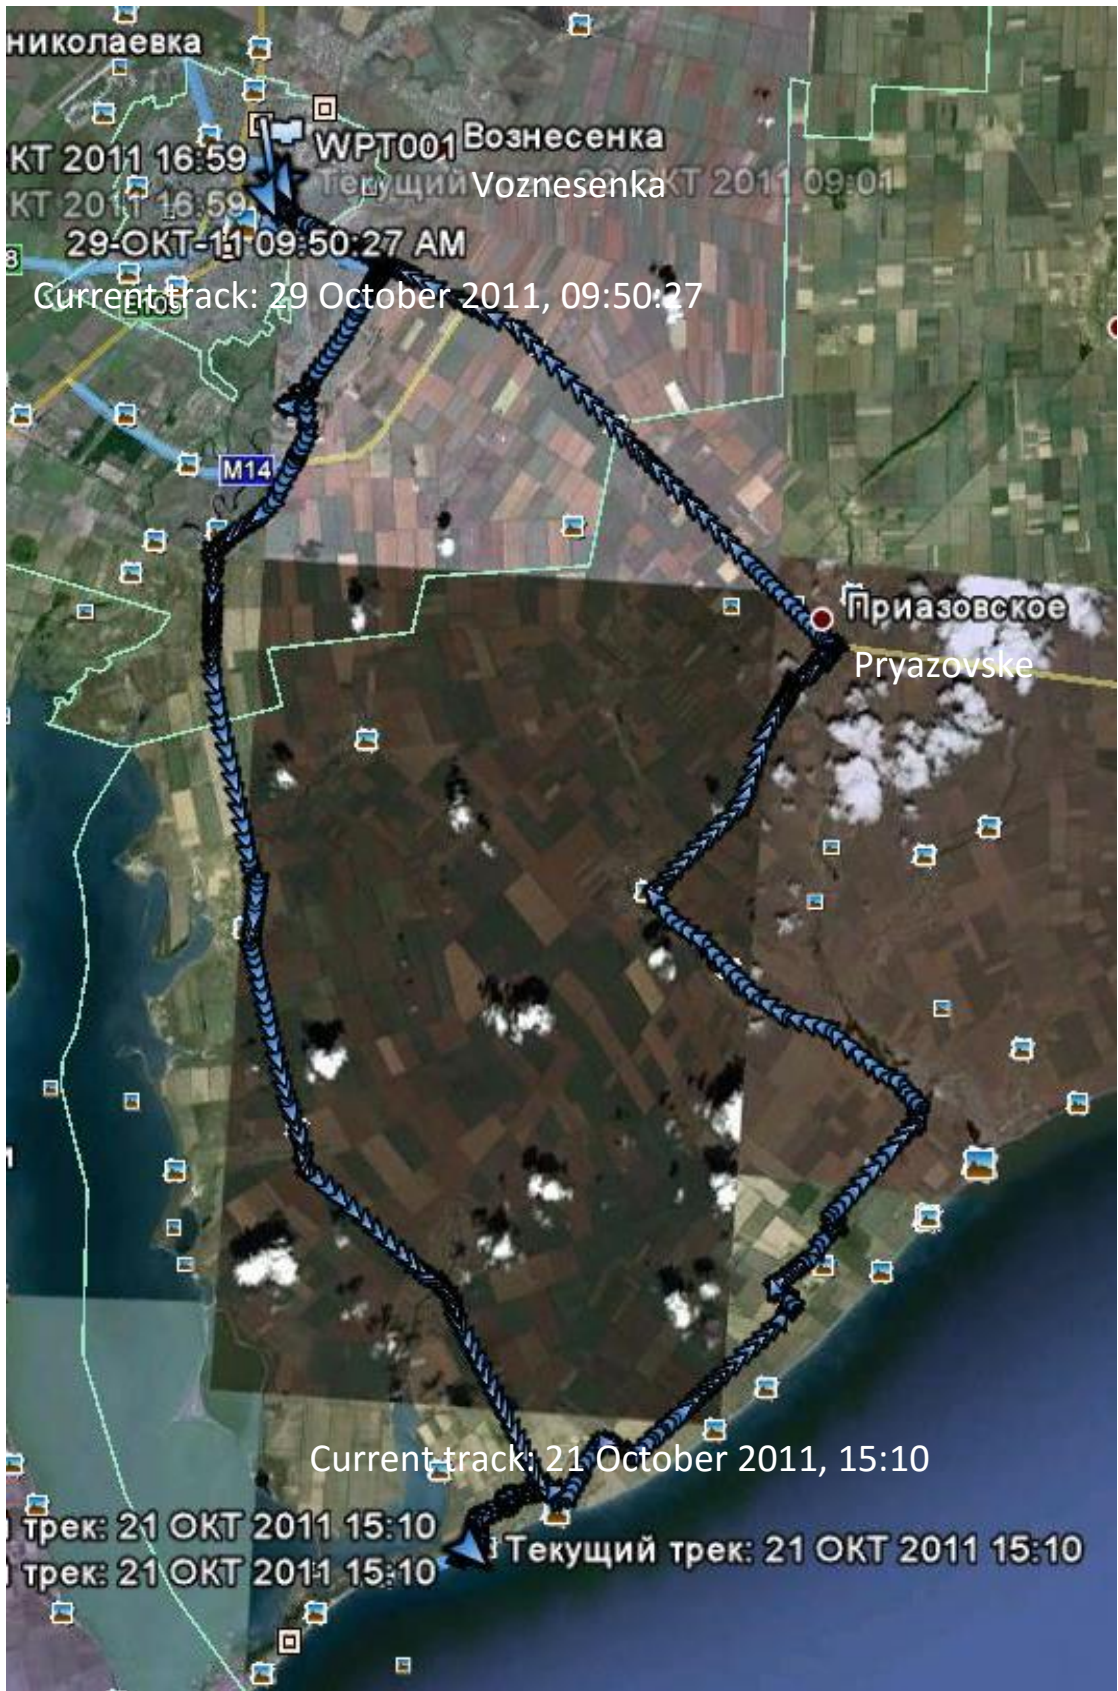 николаевка
WPT001
Вознесенка
КТ 2011 16:59
Текущий КТ 2011 09:01
Voznesenka
КТ 2011 16:59
29-ОКТ-11 09:50:27 AM
8
Current track: 29 October 2011, 09:50:27
E105
M14
Приазовское
Pryazovske
и
Current track: 21 October 2011, 15:10
трек: 21 ОКТ 2011 15:10
Текущий трек: 21 ОКТ 2011 15:10
трек: 21 ОКТ 2011 15:10